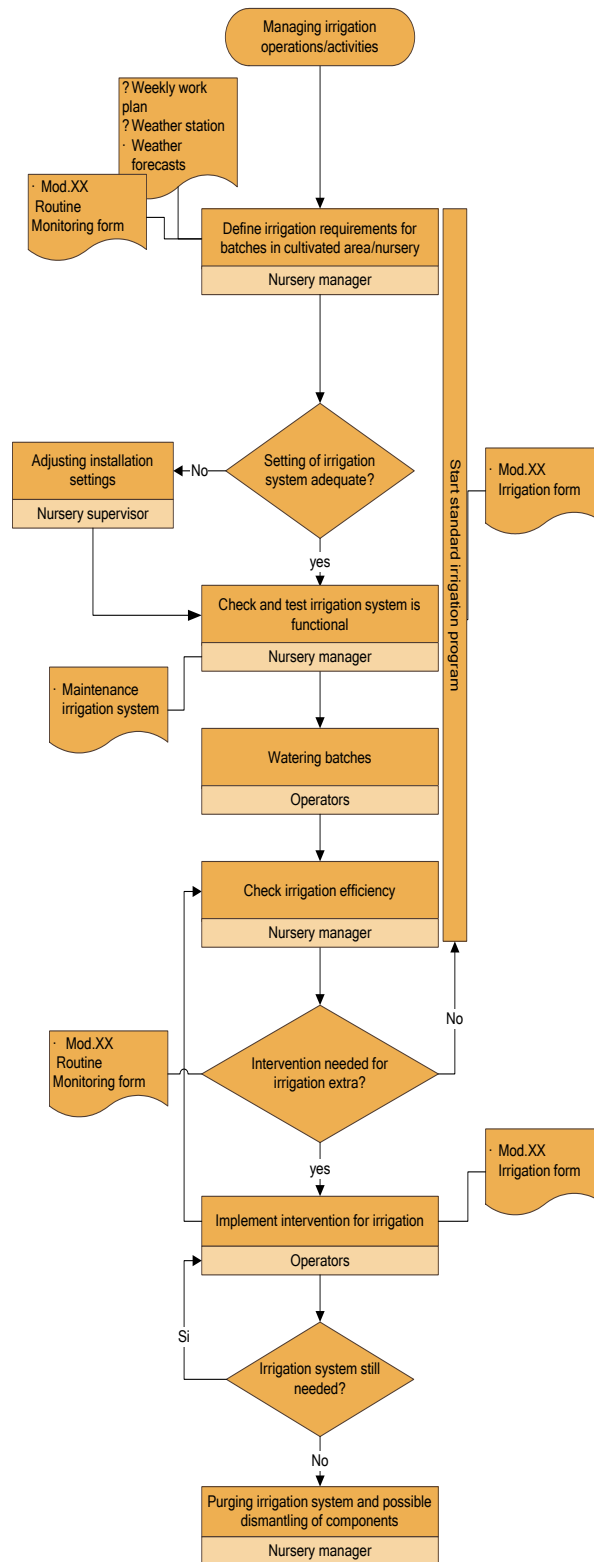 Managing irrigation
operations/activities
? Weekly work
plan
? Weather station
· Weather
forecasts
· Mod.XX
Routine
Monitoring form
Define irrigation requirements for
batches in cultivated area/nursery
Nursery manager
Setting of irrigation
system adequate?
No
Adjusting installation
settings
Nursery supervisor
Start standard irrigation program
· Mod.XX
Irrigation form
yes
Check and test irrigation system is
functional
Nursery manager
· Maintenance
irrigation system
Watering batches
Operators
Check irrigation efficiency
Nursery manager
No
· Mod.XX
Routine
Monitoring form
Intervention needed for
irrigation extra?
yes
· Mod.XX
Irrigation form
Implement intervention for irrigation
Operators
Si
Irrigation system still
needed?
No
Purging irrigation system and possible
dismantling of components
Nursery manager